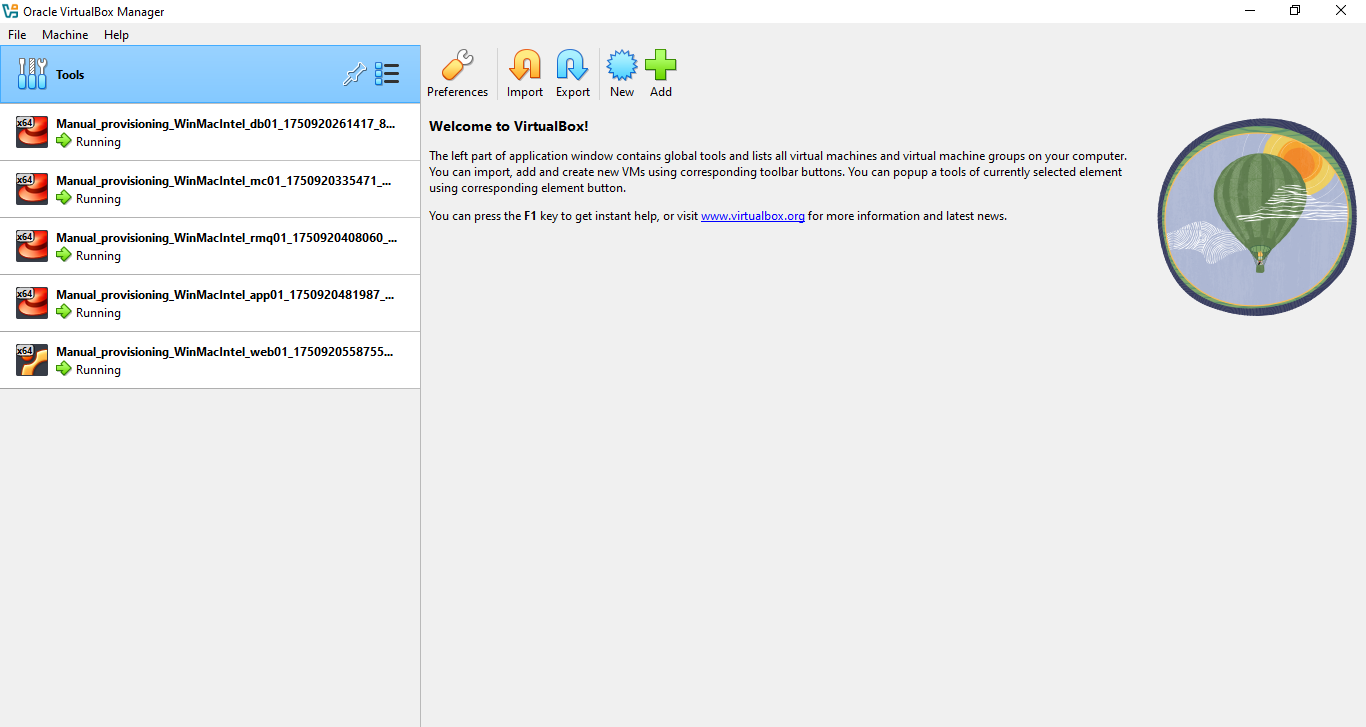 Oracle VirtualBox Manager
File Machine Help
Tools
Preferences Import Export New Add
x64 Manual_provisioning_WinMacIntel_db01_1750920261417_8...
Running
x64 Manual_provisioning_WinMacIntel_mc01_1750920335471_...
Running
x64 Manual_provisioning_WinMacIntel_rmq01_1750920408060_...
Running
x64 Manual_provisioning_WinMacIntel_app01_1750920481987_...
Running
x64 Manual_provisioning_WinMacIntel_web01_1750920558755...
Running
Welcome to VirtualBox!
The left part of application window contains global tools and lists all virtual machines and virtual machine groups on your computer.
You can import, add and create new VMs using corresponding toolbar buttons. You can popup a tools of currently selected element
using corresponding element button.
You can press the F1 key to get instant help, or visit www.virtualbox.org for more information and latest news.